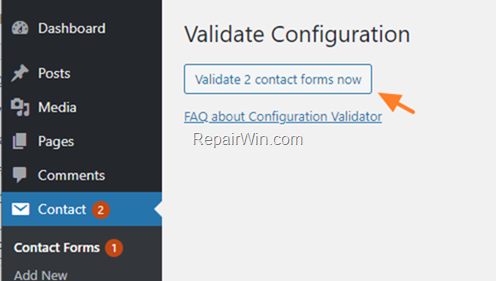 Dashboard
Posts
Media
Pages
Comments
Contact 2
Contact Forms 1
Add New
Validate Configuration
Validate 2 contact forms now
FAQ about Configuration Validator
RepairWin.com